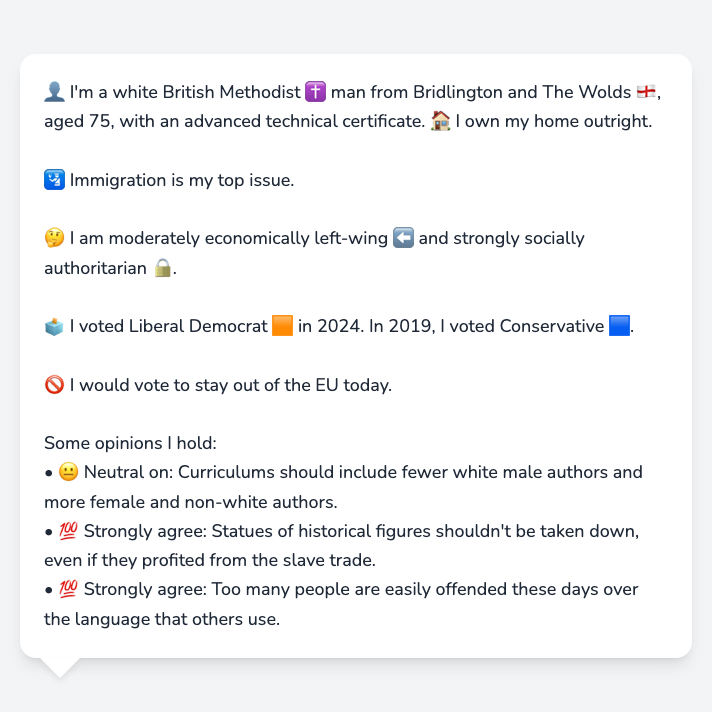 👤 I'm a white British Methodist ✝️ man from Bridlington and The Wolds 🏴󠁧󠁢󠁥󠁮󠁧󠁿,
aged 75, with an advanced technical certificate. 🏠 I own my home outright.
🛂 Immigration is my top issue.
🤔 I am moderately economically left-wing ⬅️ and strongly socially
authoritarian 🔒.
🗳️ I voted Liberal Democrat 🟧 in 2024. In 2019, I voted Conservative 🟦.
🚫 I would vote to stay out of the EU today.
Some opinions I hold:
• 😐 Neutral on: Curriculums should include fewer white male authors and
more female and non-white authors.
• 💯 Strongly agree: Statues of historical figures shouldn't be taken down,
even if they profited from the slave trade.
• 💯 Strongly agree: Too many people are easily offended these days over
the language that others use.